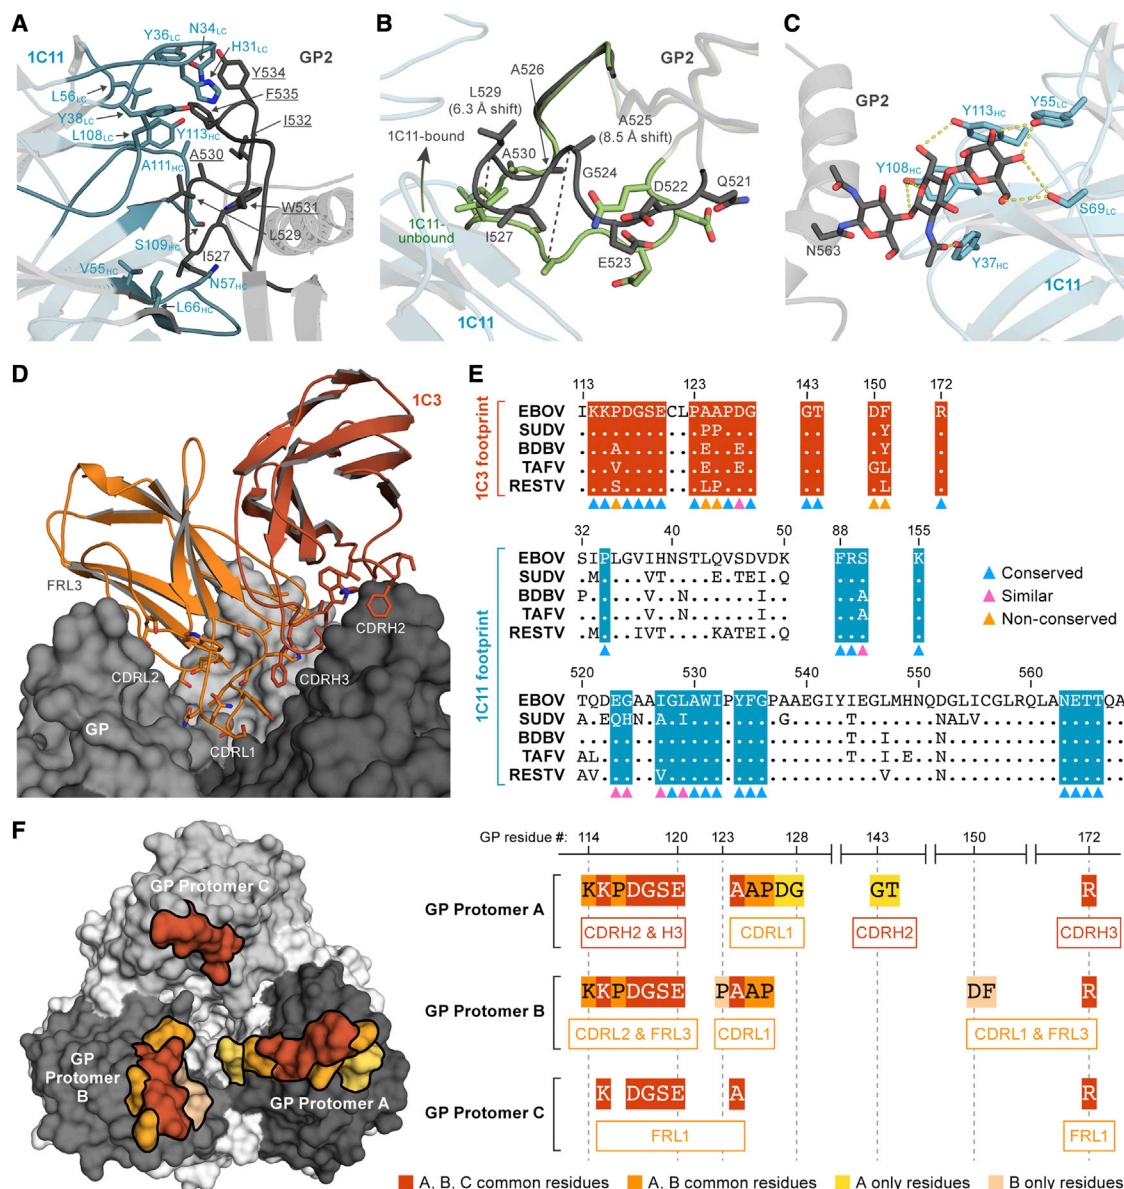 A
1C11
Y36LC
N34LC
H31LC
GP2
Y534
L56LC
F535
Y38LC
I532
L108LC
Y113HC
A111HC
A530
W531
S109HC
L529
I527
V55HC
N57HC
L66HC
B
GP2
A526
L529
(6.3 Å shift)
A525
(8.5 Å shift)
1C11-bound
A530
G524
D522
Q521
1C11-
unbound
I527
E523
1C11
C
GP2
Y113HC
Y55LC
Y108HC
S69LC
N563
Y37HC
1C11
D
1C3
FRL3
CDRH2
CDRL2
CDRH3
GP
CDRL1
E
1C3 footprint
113 123 143 150 172
EBOV IKKPDGSECLPAAPDG GT DF R
SUDV ...........PP... .. .Y .
BDBV ...A.......E..E. .. .Y .
TAFV ...V.......E..E. .. GL .
RESTV ...S.......LP... .. .L .
1C11 footprint
32 40 50 88 155
EBOV SIPLGVIHNSTLQVSDVDK FRS K
SUDV .M....VT....E.TEI.Q ... .
BDBV P.....V..N......I.. ..A .
TAFV ......V..N......I.. ..A .
RESTV .M...IVT....KATEI.Q ... .
Conserved
Similar
Non-conserved
520 530 540 550 560
EBOV TQDEGAAIGLAWIPYFGPAAEGIYIEGLMHNQDGLICGLRQLANETTQA
SUDV A.EQHN.A.I........G.....T.......NALV.............
BDBV ........................T..I....N................
TAFV AL......................T..I.E..N................
RESTV AV.....V...................I....N................
F
GP Protomer C
GP
Protomer
B
GP Protomer A
GP residue #: 114 120 123 128 143 150 172
GP Protomer A
KKPDGSE AAPDG GT R
CDRH2 & H3 CDRL1 CDRH2 CDRH3
GP Protomer B
KKPDGSE PAAP DF R
CDRL2 & FRL3 CDRL1 CDRL1 & FRL3
GP Protomer C
K DGSE A R
FRL1 FRL1
A, B, C common residues A, B common residues A only residues B only residues